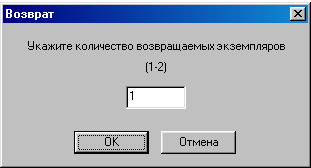 Возврат
Укажите количество возвращаемых экземпляров
(1-2)
1
OK
Отмена